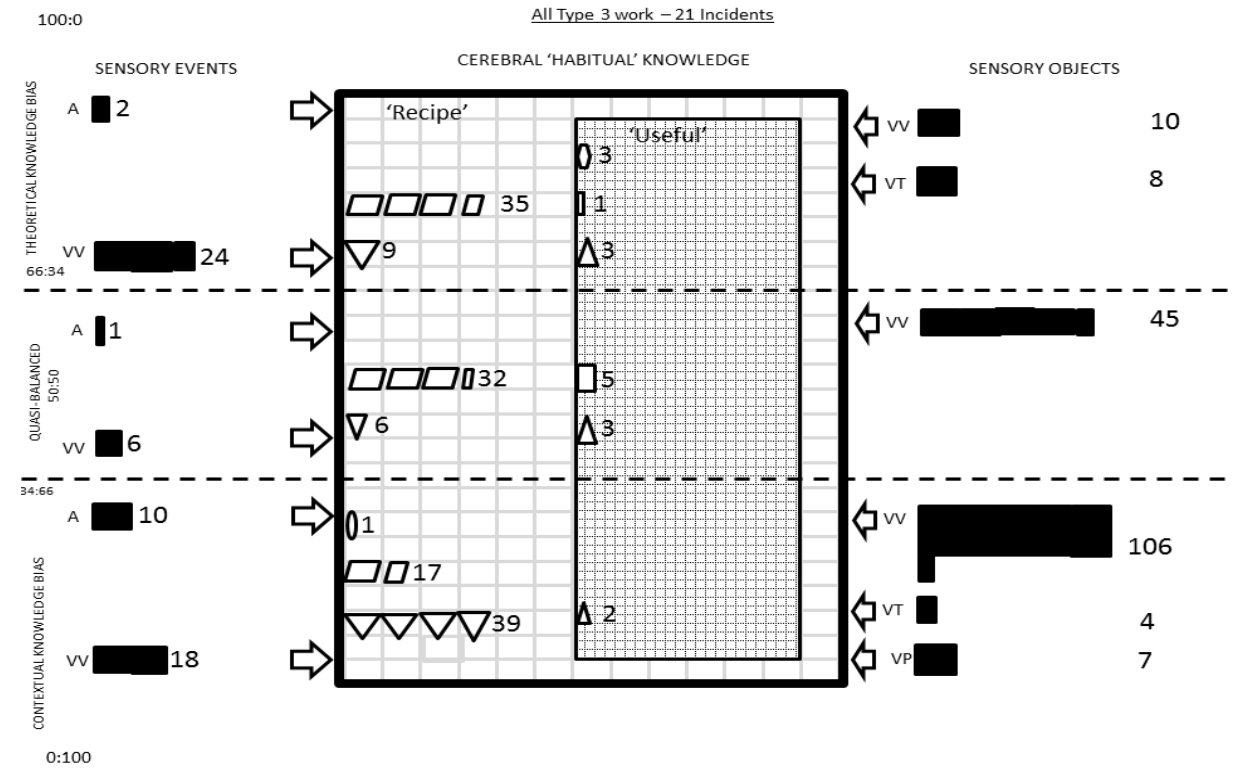 All Type 3 work – 21 Incidents
100:0
CEREBRAL ‘HABITUAL’ KNOWLEDGE
SENSORY EVENTS
SENSORY OBJECTS
THEORETICAL KNOWLEDGE BIAS
A 2
‘Recipe’
‘Useful’
VV 10
3
VT 8
35
1
VV 24
9
3
66:34
QUASI-BALANCED
50:50
A 1
VV 45
32
5
VV 6
6
3
34:66
CONTEXTUAL KNOWLEDGE BIAS
A 10
1
VV 106
17
39
2
VT 4
VV 18
VP 7
0:100